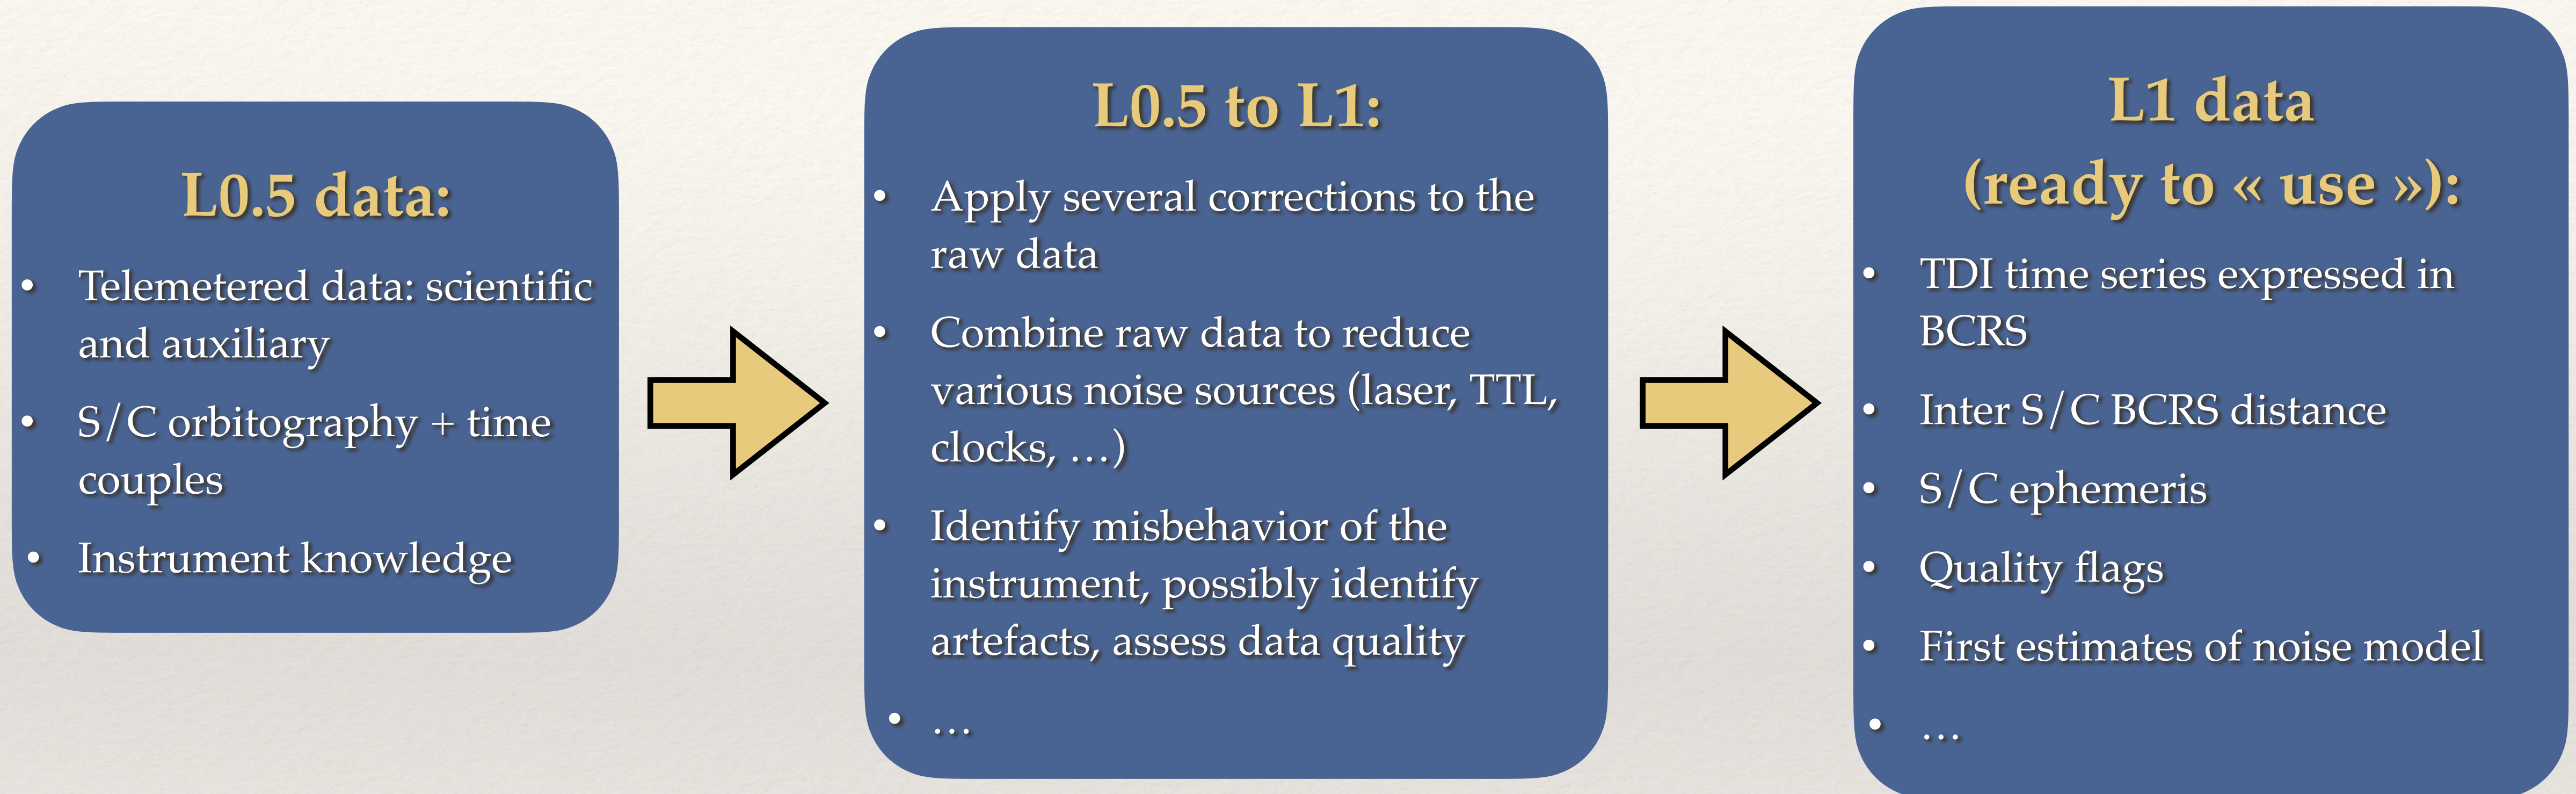 L0.5 data:
• Telemetered data: scientific
and auxiliary
• S/C orbitography + time
couples
• Instrument knowledge
L0.5 to L1:
• Apply several corrections to the
raw data
• Combine raw data to reduce
various noise sources (laser, TTL,
clocks, …)
• Identify misbehavior of the
instrument, possibly identify
artefacts, assess data quality
• …
L1 data
(ready to « use »):
• TDI time series expressed in
BCRS
• Inter S/C BCRS distance
• S/C ephemeris
• Quality flags
• First estimates of noise model
• …